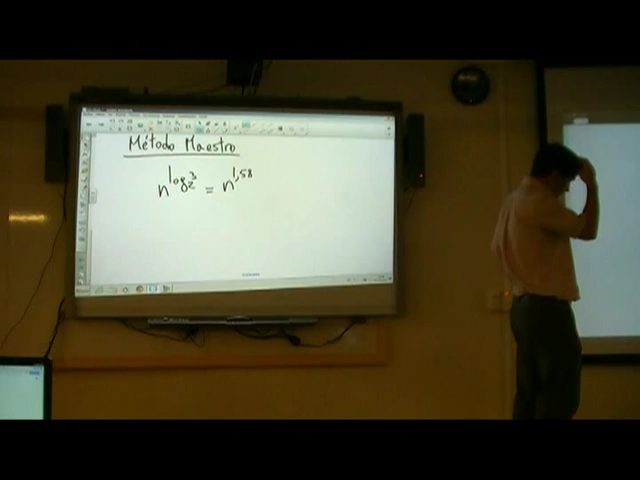 Método Maestro
n^log₂3 = n^1,58